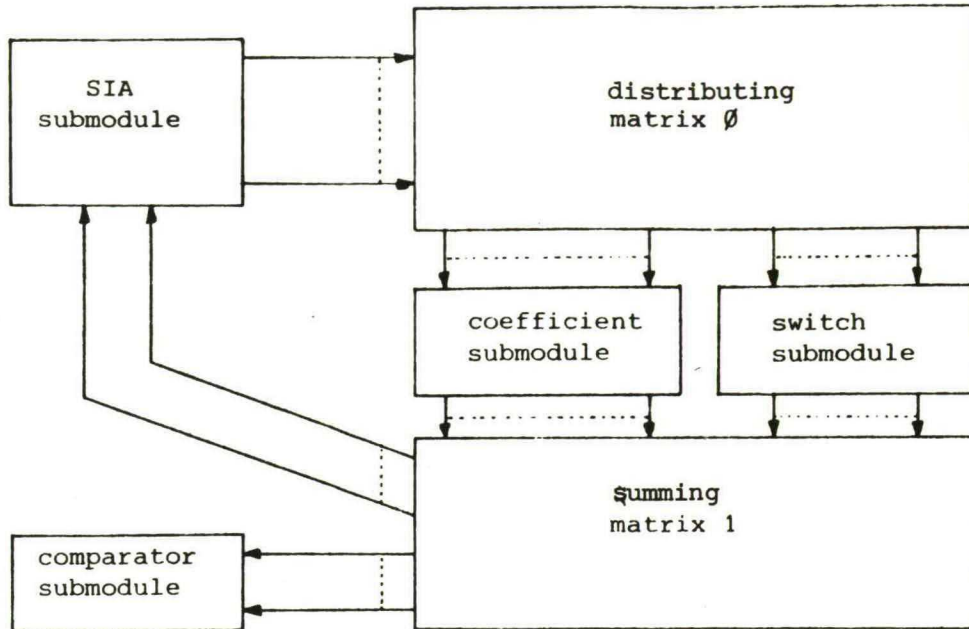 SIA
submodule
distributing
matrix Ø
coefficient
submodule
switch
submodule
summing
matrix 1
comparator
submodule